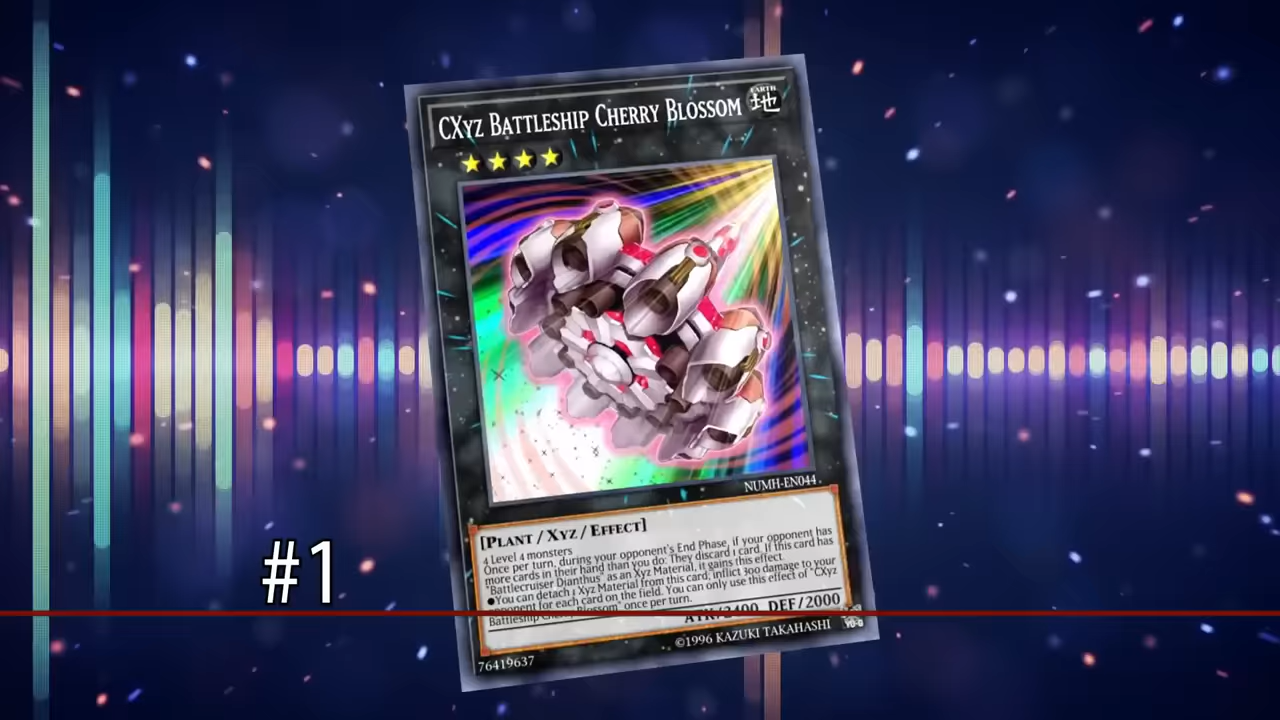 CXyz Battleship Cherry Blossom
EARTH
地
NUMH-EN044
[Plant / Xyz / Effect]
4 Level 4 monsters
Once per turn, during your opponent's End Phase, if your opponent has
more cards in their hand than you do: They discard 1 card. If this card has
"Battlecruiser Dianthus" as an Xyz Material, it gains this effect.
●You can detach 1 Xyz Material from this card; inflict 300 damage to your
opponent for each card on the field. You can only use this effect of "CXyz
Battleship Cherry Blossom" once per turn.
ATK/2400 DEF/2000
76419637
©1996 KAZUKI TAKAHASHI
#1